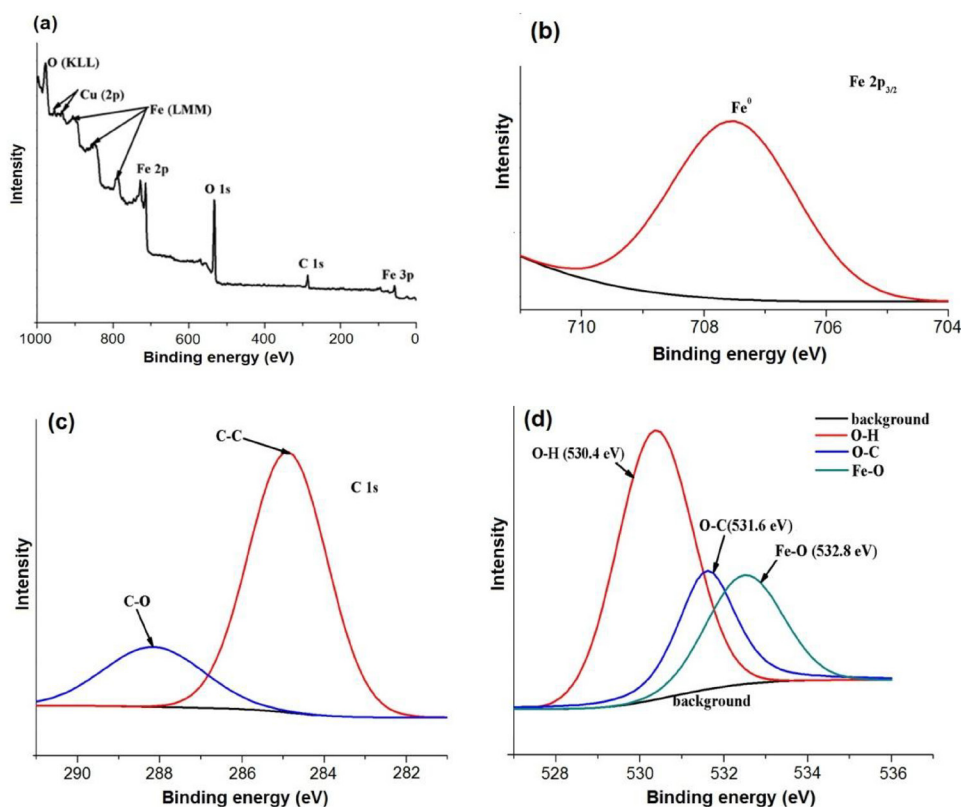 (a)
O (KLL)
Cu (2p)
Fe (LMM)
Fe 2p
O 1s
C 1s
Fe 3p
Intensity
1000 800 600 400 200 0
Binding energy (eV)
(b)
Fe 2p3/2
Fe0
Intensity
710 708 706 704
Binding energy (eV)
(c)
C-C
C 1s
C-O
Intensity
290 288 286 284 282
Binding energy (eV)
(d)
background
O-H
O-C
Fe-O
O-H (530.4 eV)
O-C(531.6 eV)
Fe-O (532.8 eV)
background
Intensity
528 530 532 534 536
Binding energy (eV)